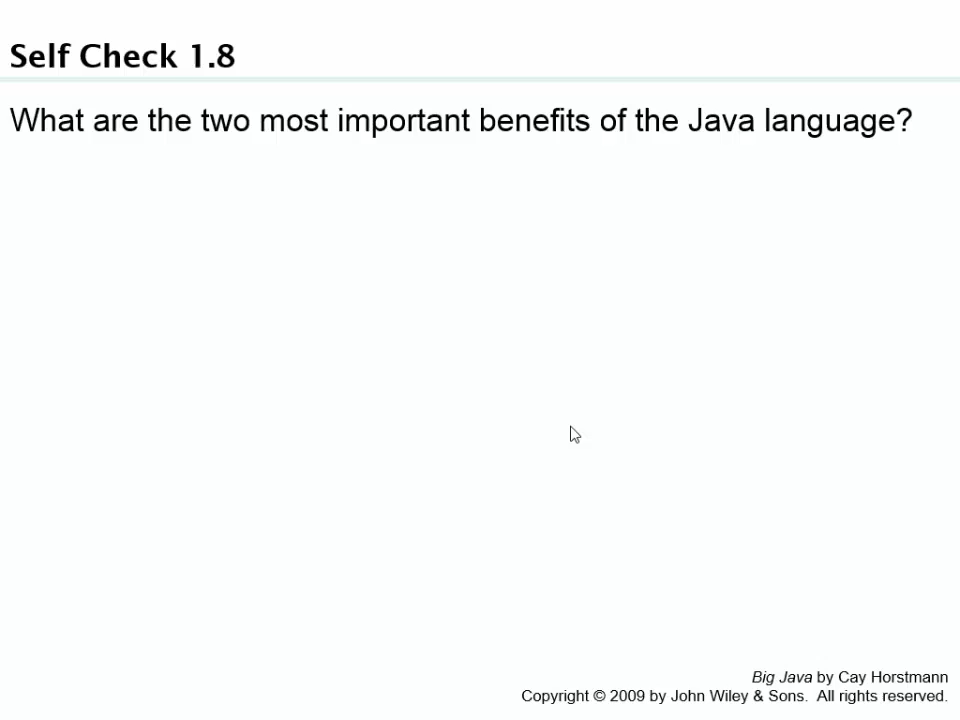 Self Check 1.8
What are the two most important benefits of the Java language?
Big Java by Cay Horstmann
Copyright © 2009 by John Wiley & Sons.  All rights reserved.